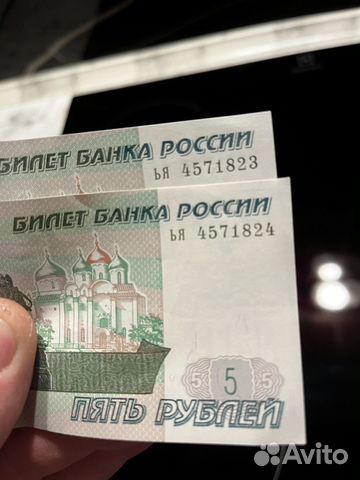 БИЛЕТ БАНКА РОССИИ
ья 4571823
БИЛЕТ БАНКА РОССИИ
ья 4571824
5
ПЯТЬ РУБЛЕЙ
Avito